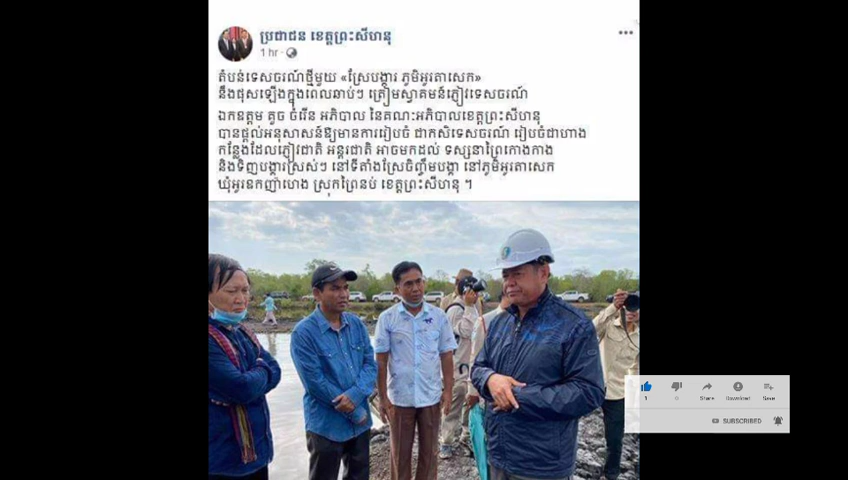 ប្រជាជន ខេត្តព្រះសីហនុ
1 hr ·
តំបន់ទេសចរណ៍ថ្មីមួយ «ស្រែបង្គារ ភូមិអូរតាសេក»
នឹងផុសឡើងក្នុងពេលឆាប់ៗ ត្រៀមស្វាគមន៍ភ្ញៀវទេសចរណ៍
ឯកឧត្តម គួច ចំរើន អភិបាល នៃគណៈអភិបាលខេត្តព្រះសីហនុ
បានផ្តល់អនុសាសន៍ឱ្យមានការរៀបចំ ជាកសិទេសចរណ៍ រៀបចំជាហាង
កន្លែងដែលភ្ញៀវជាតិ អន្តរជាតិ អាចមកដល់ ទស្សនាព្រៃកោងកាង
និងទិញបង្គារស្រស់ៗ នៅទីតាំងស្រែចិញ្ចឹមបង្គា នៅភូមិអូរតាសេក
ឃុំអូរឧកញ៉ាហេង ស្រុកព្រៃនប់ ខេត្តព្រះសីហនុ ។
1 0 Share Download Save
SUBSCRIBED